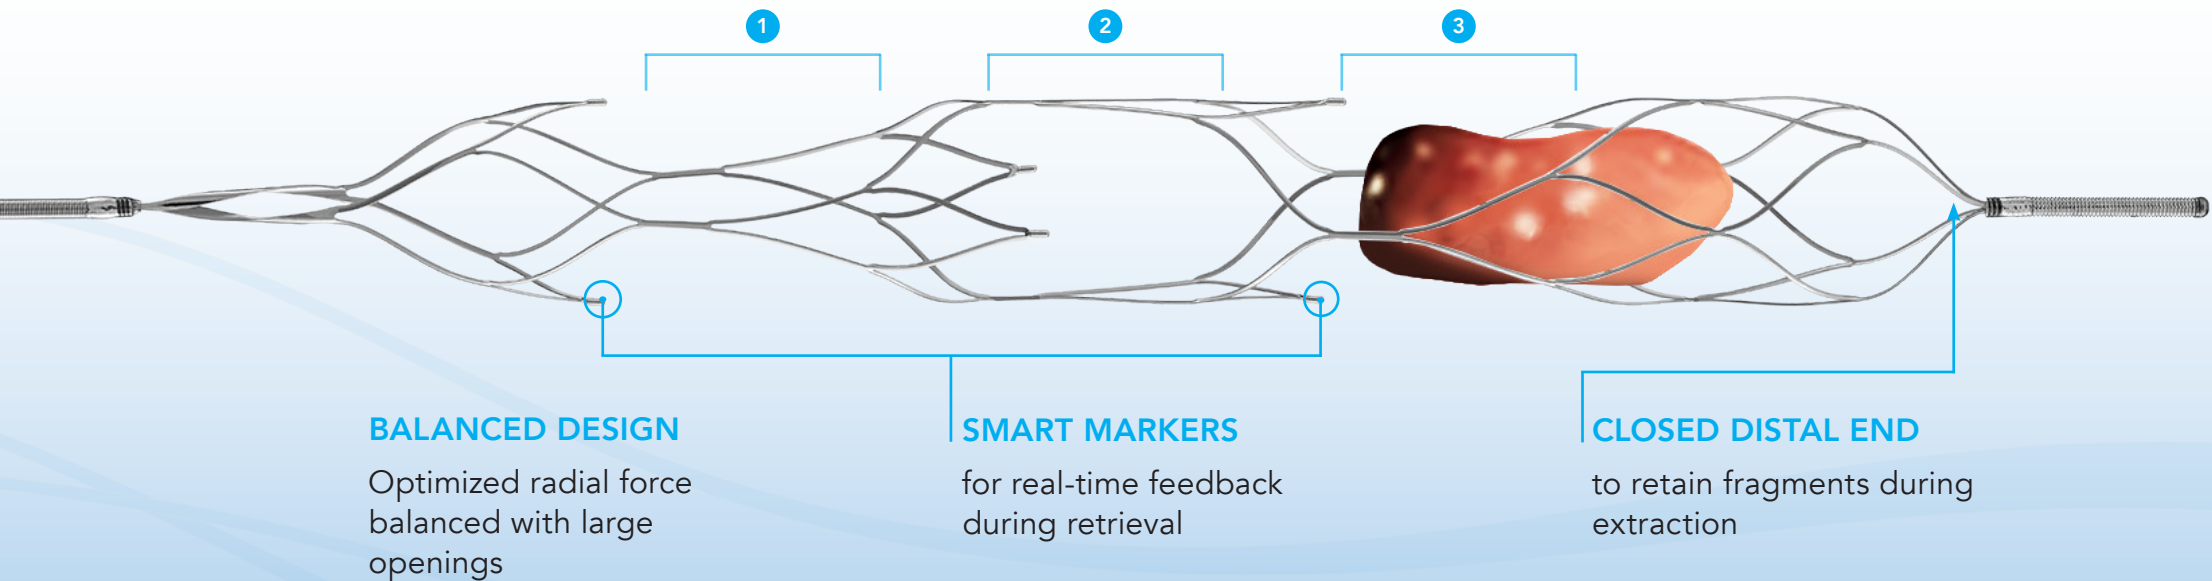 1
2
3
BALANCED DESIGN
Optimized radial force
balanced with large
openings
SMART MARKERS
for real-time feedback
during retrieval
CLOSED DISTAL END
to retain fragments during
extraction